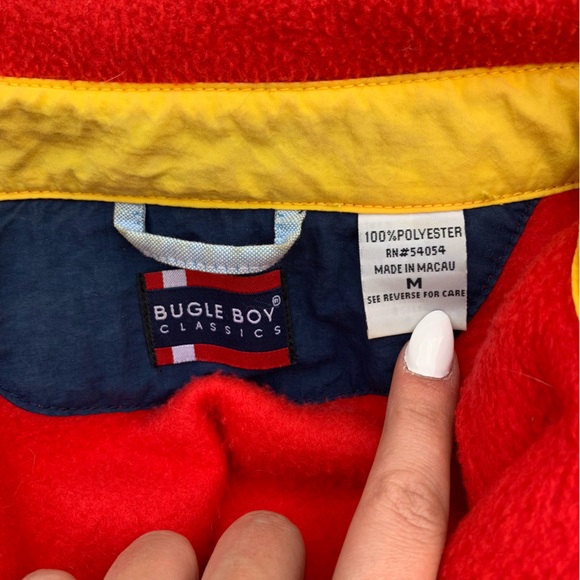 BUGLE BOY®
CLASSICS
100%POLYESTER
RN#54054
MADE IN MACAU
M
SEE REVERSE FOR CARE